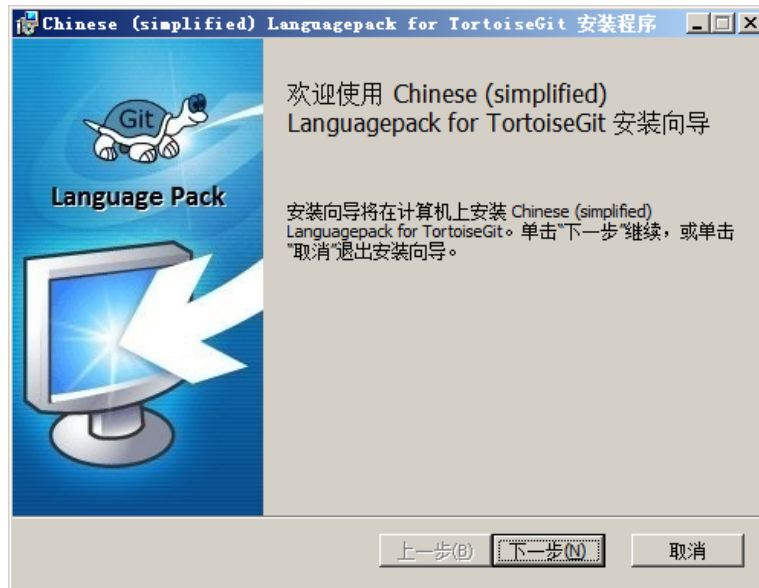 Chinese (simplified) Languagepack for TortoiseGit 安装程序
Git
Language Pack
欢迎使用 Chinese (simplified)
Languagepack for TortoiseGit 安装向导
安装向导将在计算机上安装 Chinese (simplified)
Languagepack for TortoiseGit。单击"下一步"继续，或单击
"取消"退出安装向导。
上一步(B) 下一步(N) 取消